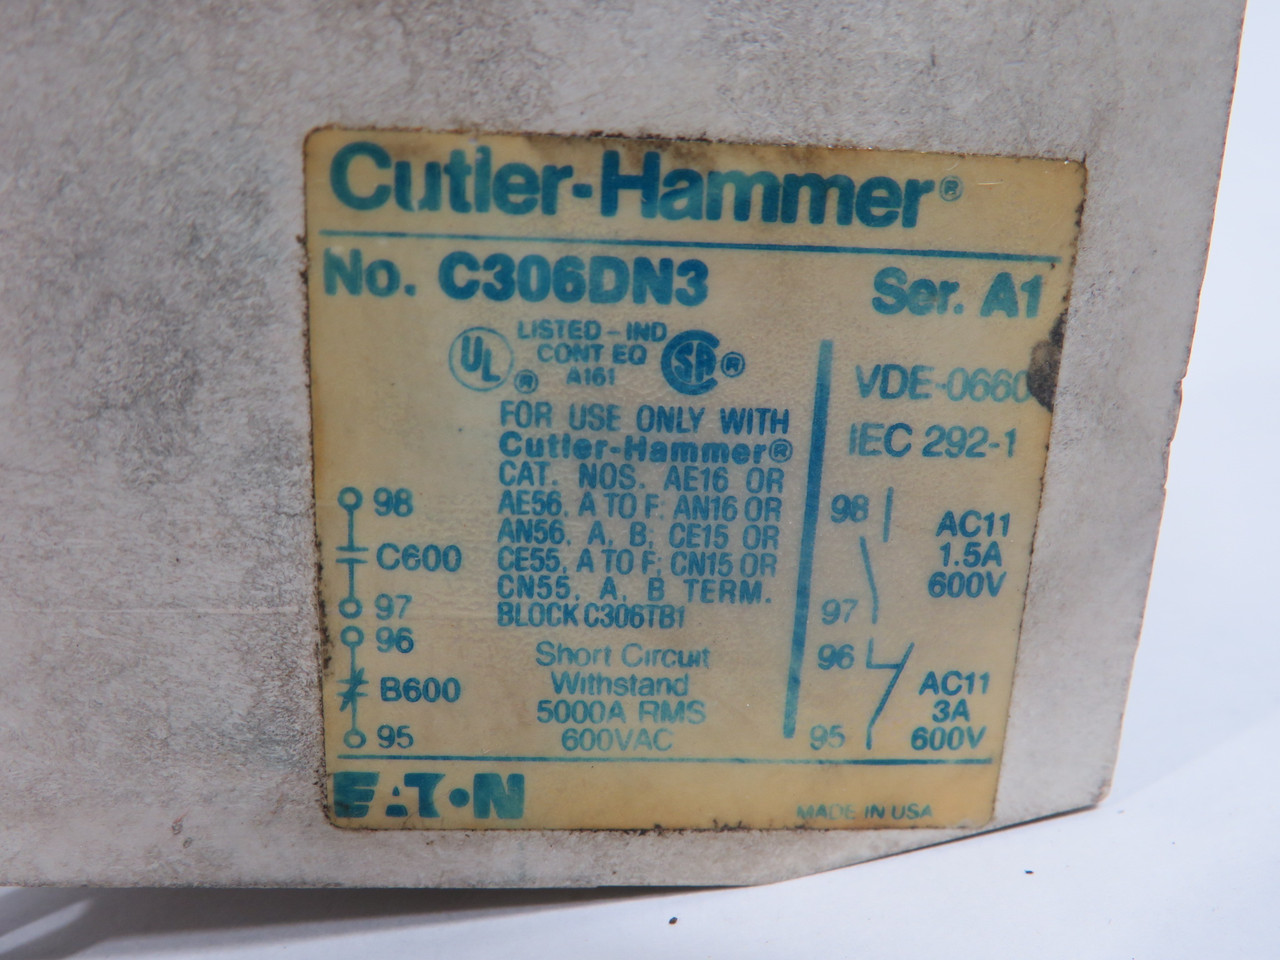 Cutler-Hammer®
No. C306DN3 Ser. A1
UL ® LISTED - IND
CONT EQ
A161
SA ®
FOR USE ONLY WITH
Cutler-Hammer®
CAT. NOS. AE16 OR
AE56, A TO F; AN16 OR
AN56, A, B; CE15 OR
CE55, A TO F; CN15 OR
CN55, A, B TERM.
BLOCK C306TB1
Short Circuit
Withstand
5000A RMS
600VAC
98
C600
97
96
B600
95
VDE-0660
IEC 292-1
98
AC11
1.5A
600V
97
96
AC11
3A
600V
95
EATON
MADE IN USA